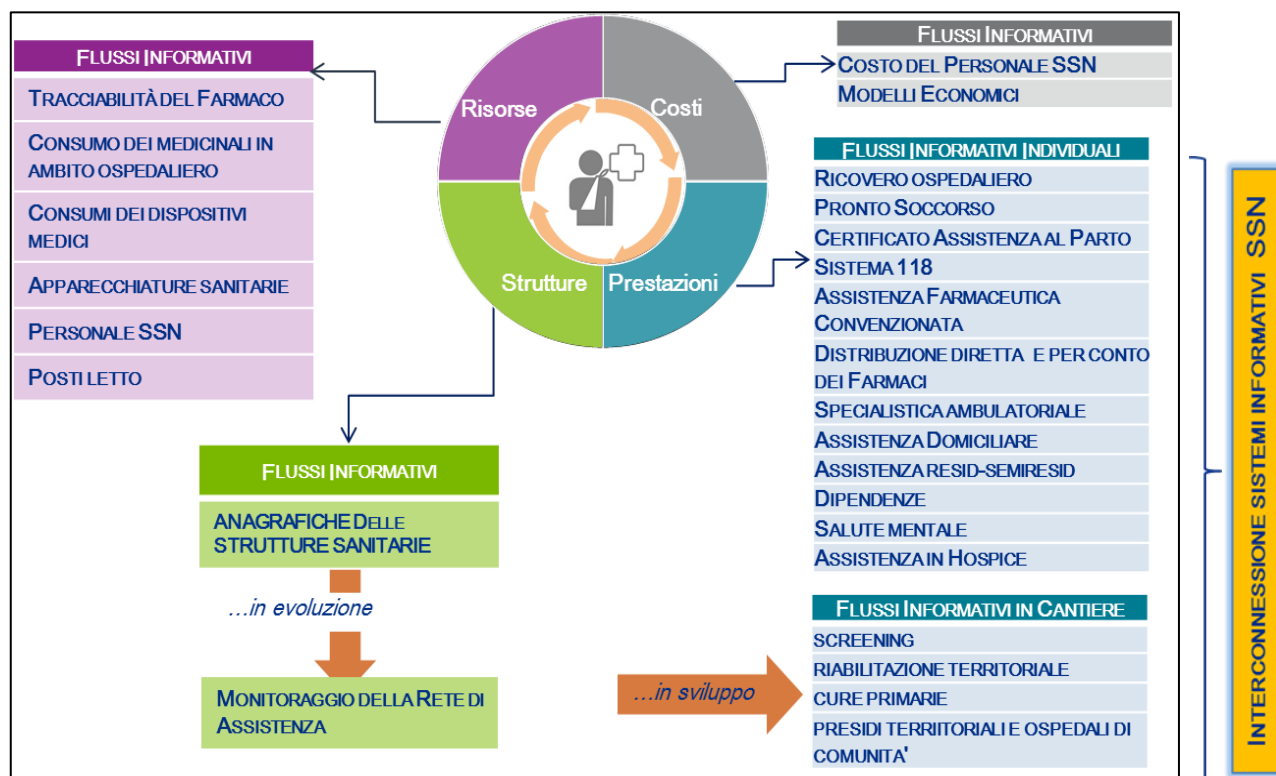 FLUSSI INFORMATIVI
TRACCIABILITÀ DEL FARMACO
CONSUMO DEI MEDICINALI IN
AMBITO OSPEDALIERO
CONSUMI DEI DISPOSITIVI
MEDICI
APPARECCHIATURE SANITARIE
PERSONALE SSN
POSTI LETTO
Risorse
Costi
Strutture
Prestazioni
FLUSSI INFORMATIVI
COSTO DEL PERSONALE SSN
MODELLI ECONOMICI
FLUSSI INFORMATIVI INDIVIDUALI
RICOVERO OSPEDALIERO
PRONTO SOCCORSO
CERTIFICATO ASSISTENZA AL PARTO
SISTEMA 118
ASSISTENZA FARMACEUTICA
CONVENZIONATA
DISTRIBUZIONE DIRETTA E PER CONTO
DEI FARMACI
SPECIALISTICA AMBULATORIALE
ASSISTENZA DOMICILIARE
ASSISTENZA RESID-SEMIRESID
DIPENDENZE
SALUTE MENTALE
ASSISTENZA IN HOSPICE
FLUSSI INFORMATIVI
ANAGRAFICHE DELLE
STRUTTURE SANITARIE
...in evoluzione
MONITORAGGIO DELLA RETE DI
ASSISTENZA
...in sviluppo
FLUSSI INFORMATIVI IN CANTIERE
SCREENING
RIABILITAZIONE TERRITORIALE
CURE PRIMARIE
PRESIDI TERRIITORIALI E OSPEDALI DI
COMUNITA'
INTERCONNESSIONE SISTEMI INFORMATIVI SSN